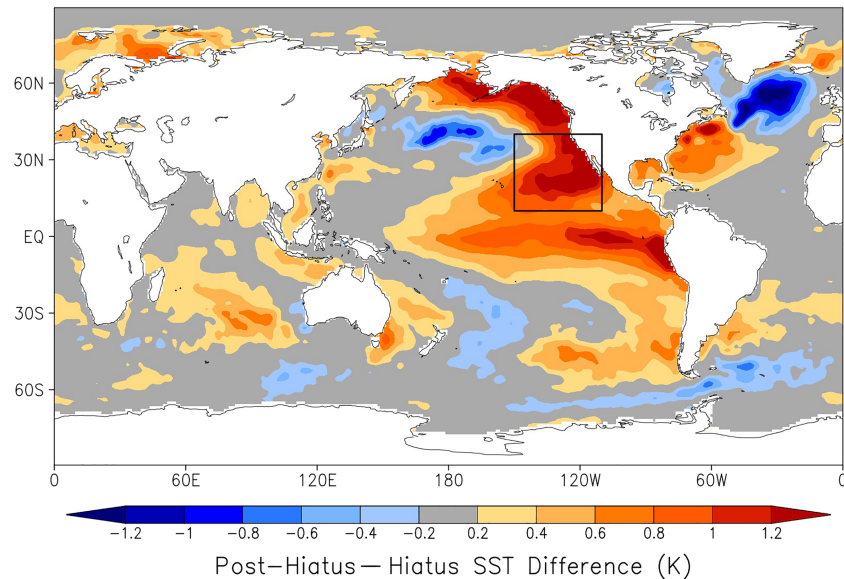 60N
30N
EQ
30S
60S
0 60E 120E 180 120W 60W 0
−1.2 −1 −0.8 −0.6 −0.4 −0.2 0.2 0.4 0.6 0.8 1 1.2
Post-Hiatus—Hiatus SST Difference (K)